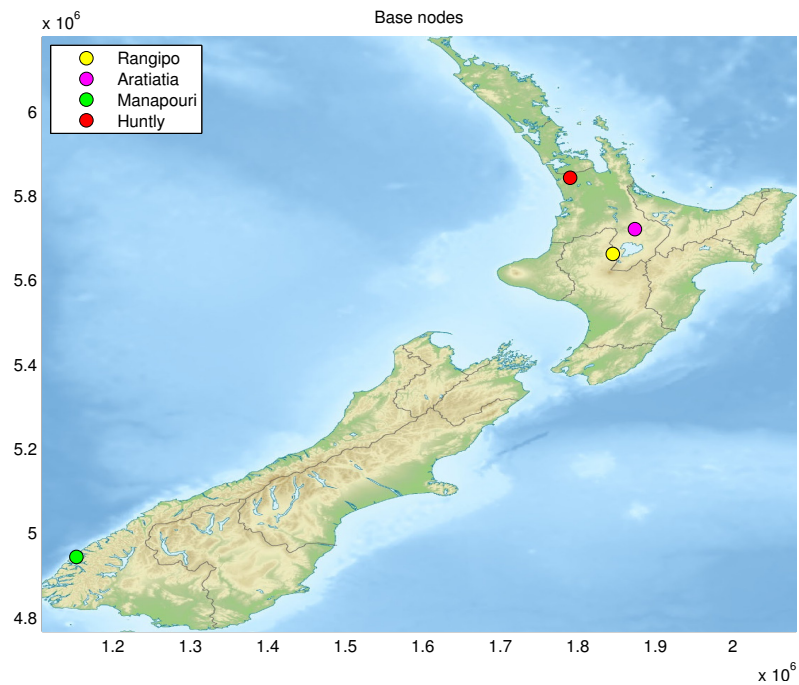 Base nodes
x 10^6
Rangipo
Aratiatia
Manapouri
Huntly
6
5.8
5.6
5.4
5.2
5
4.8
1.2 1.3 1.4 1.5 1.6 1.7 1.8 1.9 2
x 10^6